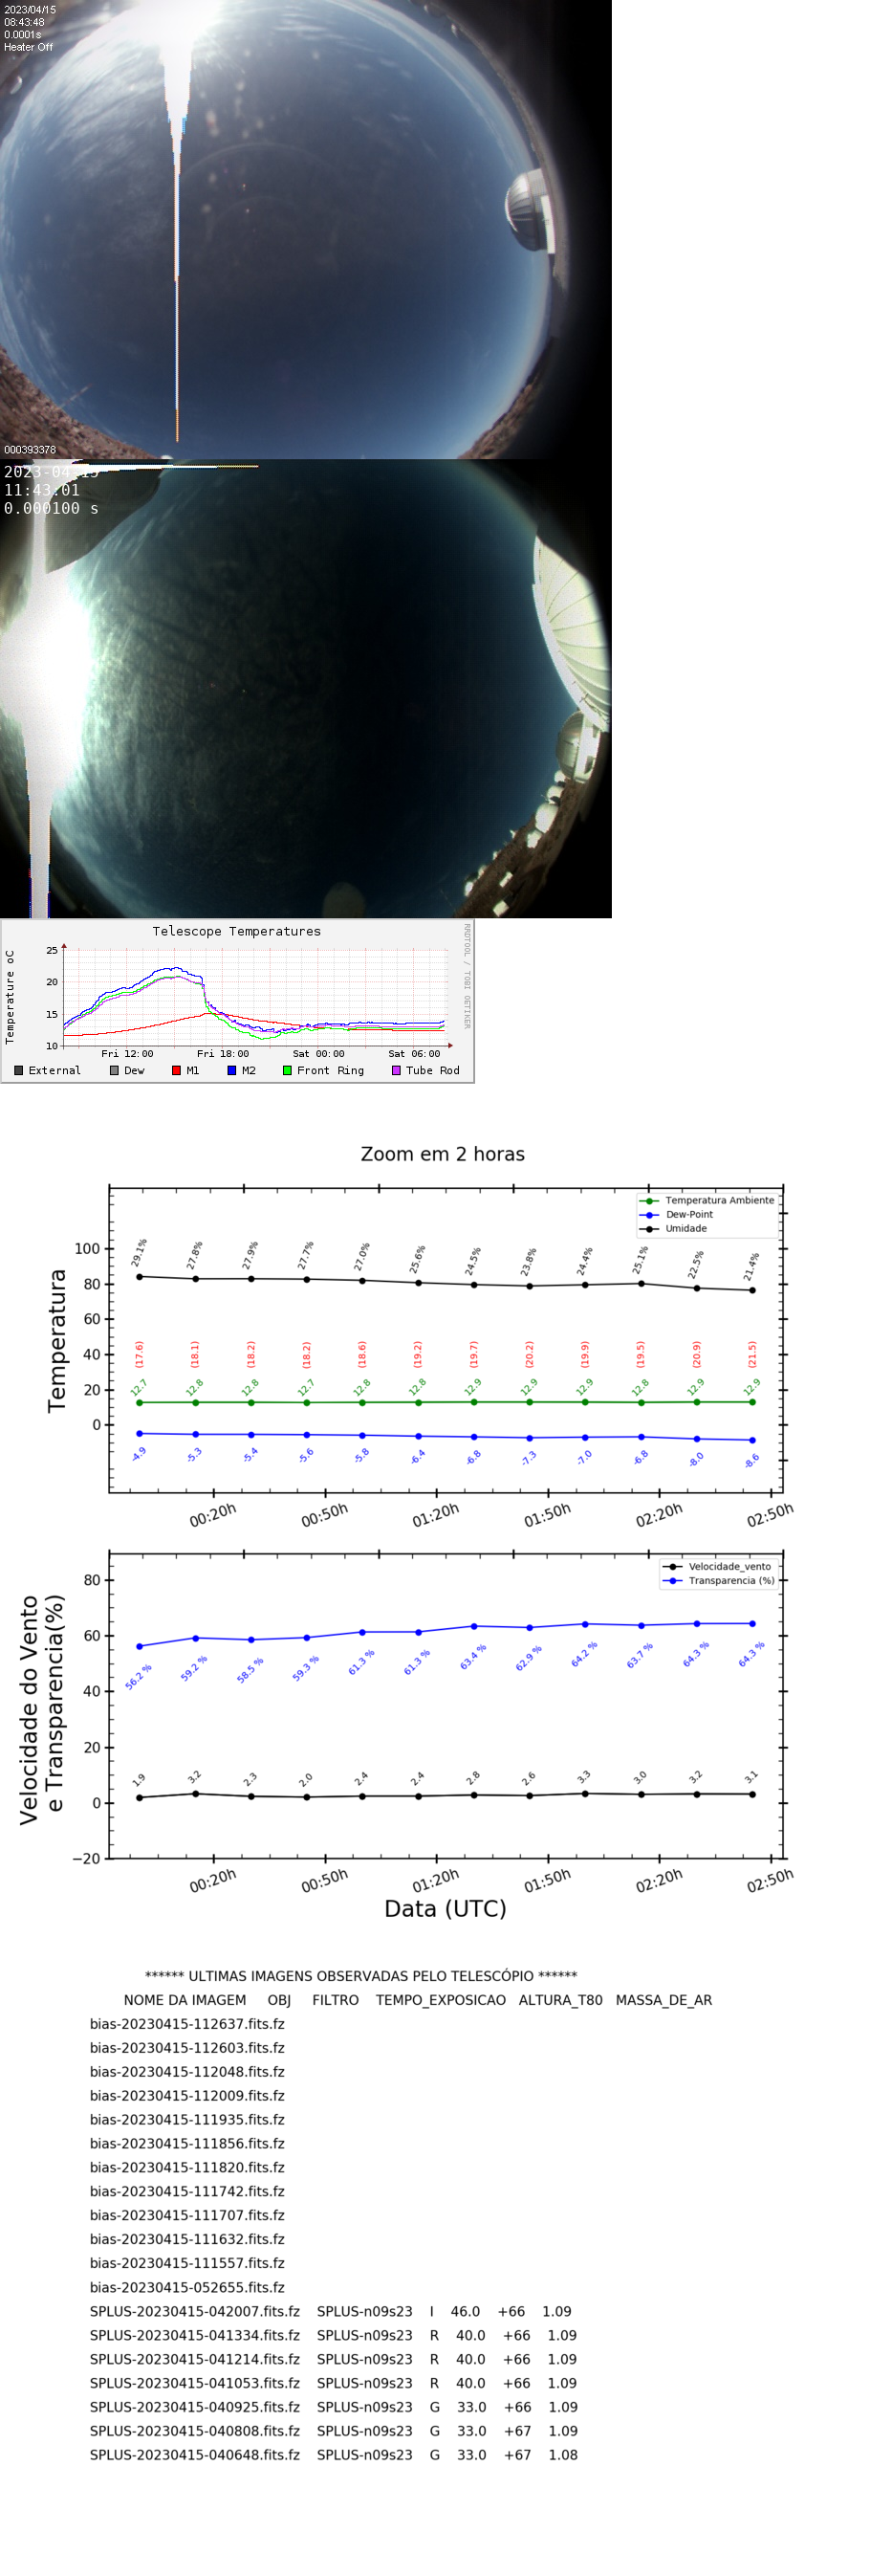 2023/04/15
08:43:48
0.0001s
Heater Off
000393378
2023-04-15
11:43:01
0.000100 s
Telescope Temperatures
RRDTOOL / TOBI OETIKER
Temperature oC
25
20
15
10
Fri 12:00 Fri 18:00 Sat 00:00 Sat 06:00
External Dew M1 M2 Front Ring Tube Rod
Zoom em 2 horas
Temperatura Ambiente
Dew-Point
Umidade
Temperatura
100
80
60
40
20
0
29.1% 27.8% 27.9% 27.7% 27.0% 25.6% 24.5% 23.8% 24.4% 25.1% 22.5% 21.4%
(17.6) (18.1) (18.2) (18.2) (18.6) (19.2) (19.7) (20.2) (19.9) (19.5) (20.9) (21.5)
12.7 12.8 12.8 12.7 12.8 12.8 12.9 12.9 12.9 12.8 12.9 12.9
-4.9 -5.3 -5.4 -5.6 -5.8 -6.4 -6.8 -7.3 -7.0 -6.8 -8.0 -8.6
00:20h 00:50h 01:20h 01:50h 02:20h 02:50h
Velocidade_vento
Transparencia (%)
Velocidade do Vento
e Transparencia(%)
80
60
40
20
0
−20
56.2 % 59.2 % 58.5 % 59.3 % 61.3 % 61.3 % 63.4 % 62.9 % 64.2 % 63.7 % 64.3 % 64.3 %
1.9 3.2 2.3 2.0 2.4 2.4 2.8 2.6 3.3 3.0 3.2 3.1
00:20h 00:50h 01:20h 01:50h 02:20h 02:50h
Data (UTC)
****** ULTIMAS IMAGENS OBSERVADAS PELO TELESCÓPIO ******
NOME DA IMAGEM OBJ FILTRO TEMPO_EXPOSICAO ALTURA_T80 MASSA_DE_AR
bias-20230415-112637.fits.fz
bias-20230415-112603.fits.fz
bias-20230415-112048.fits.fz
bias-20230415-112009.fits.fz
bias-20230415-111935.fits.fz
bias-20230415-111856.fits.fz
bias-20230415-111820.fits.fz
bias-20230415-111742.fits.fz
bias-20230415-111707.fits.fz
bias-20230415-111632.fits.fz
bias-20230415-111557.fits.fz
bias-20230415-052655.fits.fz
SPLUS-20230415-042007.fits.fz SPLUS-n09s23 I 46.0 +66 1.09
SPLUS-20230415-041334.fits.fz SPLUS-n09s23 R 40.0 +66 1.09
SPLUS-20230415-041214.fits.fz SPLUS-n09s23 R 40.0 +66 1.09
SPLUS-20230415-041053.fits.fz SPLUS-n09s23 R 40.0 +66 1.09
SPLUS-20230415-040925.fits.fz SPLUS-n09s23 G 33.0 +66 1.09
SPLUS-20230415-040808.fits.fz SPLUS-n09s23 G 33.0 +67 1.09
SPLUS-20230415-040648.fits.fz SPLUS-n09s23 G 33.0 +67 1.08